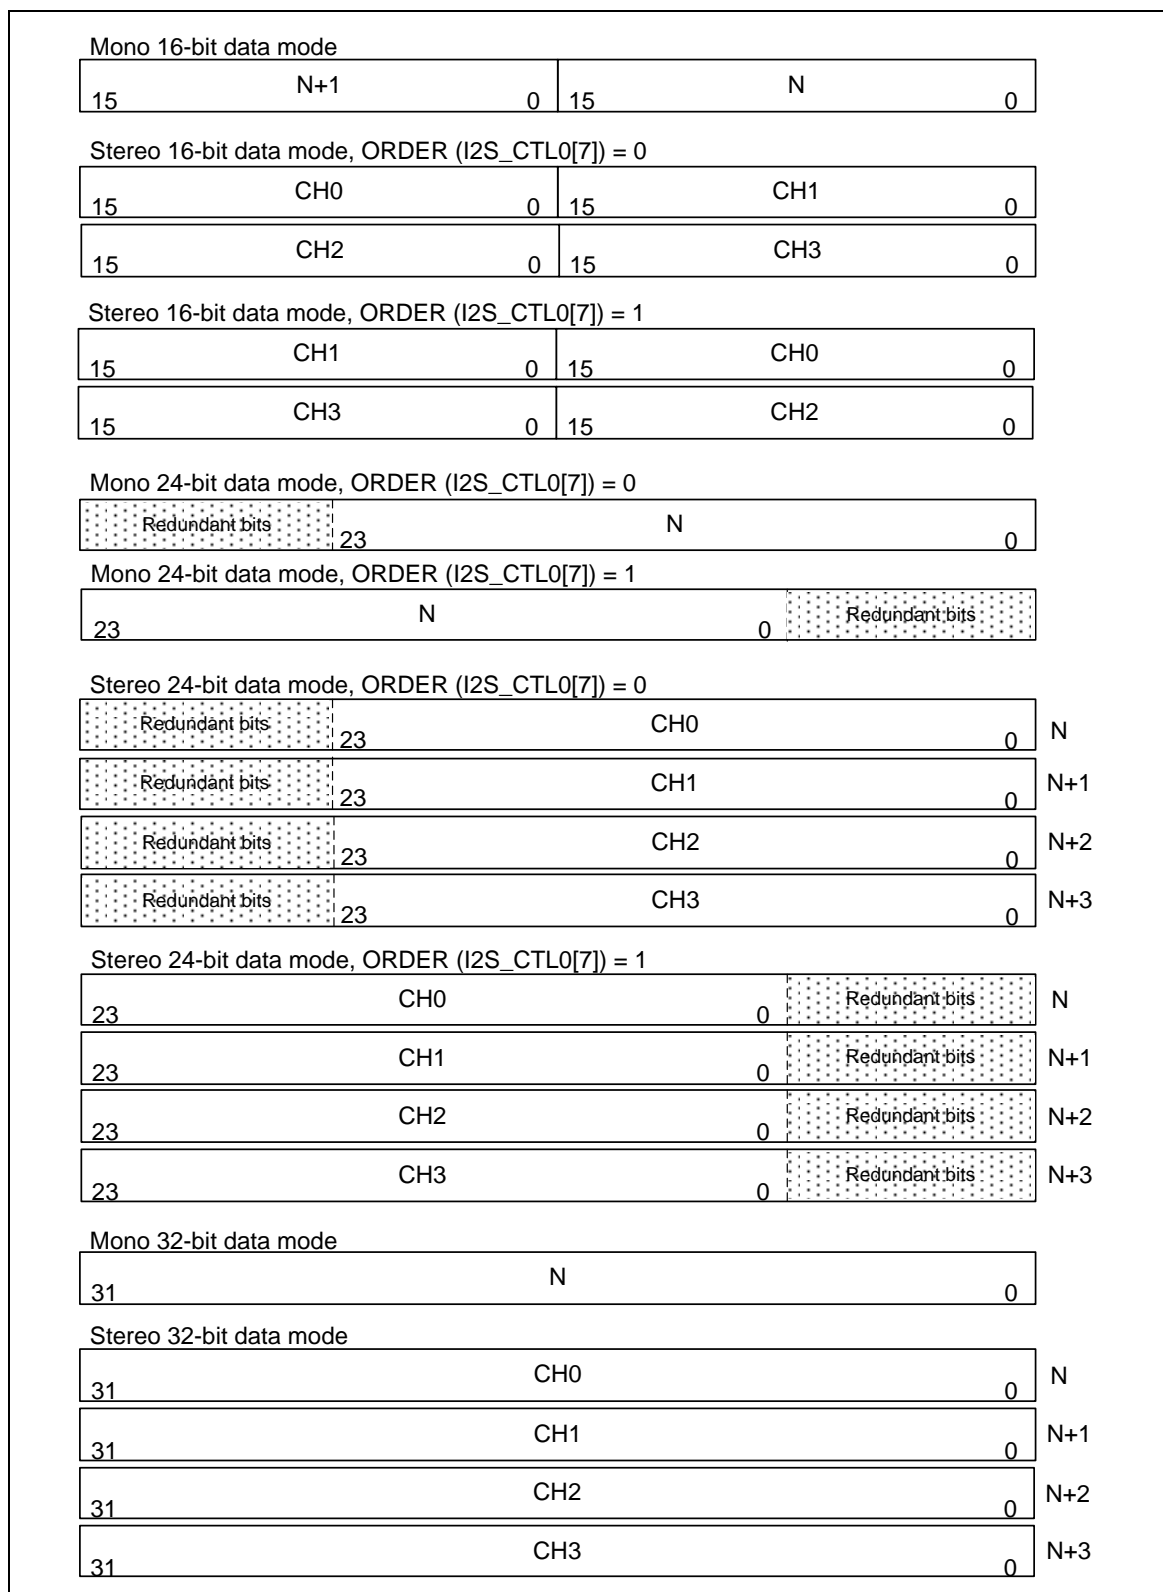 Mono 16-bit data mode
N+1 N
15 0 15 0
Stereo 16-bit data mode, ORDER (I2S_CTL0[7]) = 0
CH0 CH1
15 0 15 0
CH2 CH3
15 0 15 0
Stereo 16-bit data mode, ORDER (I2S_CTL0[7]) = 1
CH1 CH0
15 0 15 0
CH3 CH2
15 0 15 0
Mono 24-bit data mode, ORDER (I2S_CTL0[7]) = 0
Redundant bits N
23 0
Mono 24-bit data mode, ORDER (I2S_CTL0[7]) = 1
N Redundant bits
23 0
Stereo 24-bit data mode, ORDER (I2S_CTL0[7]) = 0
Redundant bits CH0 N
23 0
Redundant bits CH1 N+1
23 0
Redundant bits CH2 N+2
23 0
Redundant bits CH3 N+3
23 0
Stereo 24-bit data mode, ORDER (I2S_CTL0[7]) = 1
CH0 Redundant bits N
23 0
CH1 Redundant bits N+1
23 0
CH2 Redundant bits N+2
23 0
CH3 Redundant bits N+3
23 0
Mono 32-bit data mode
N
31 0
Stereo 32-bit data mode
CH0 N
31 0
CH1 N+1
31 0
CH2 N+2
31 0
CH3 N+3
31 0